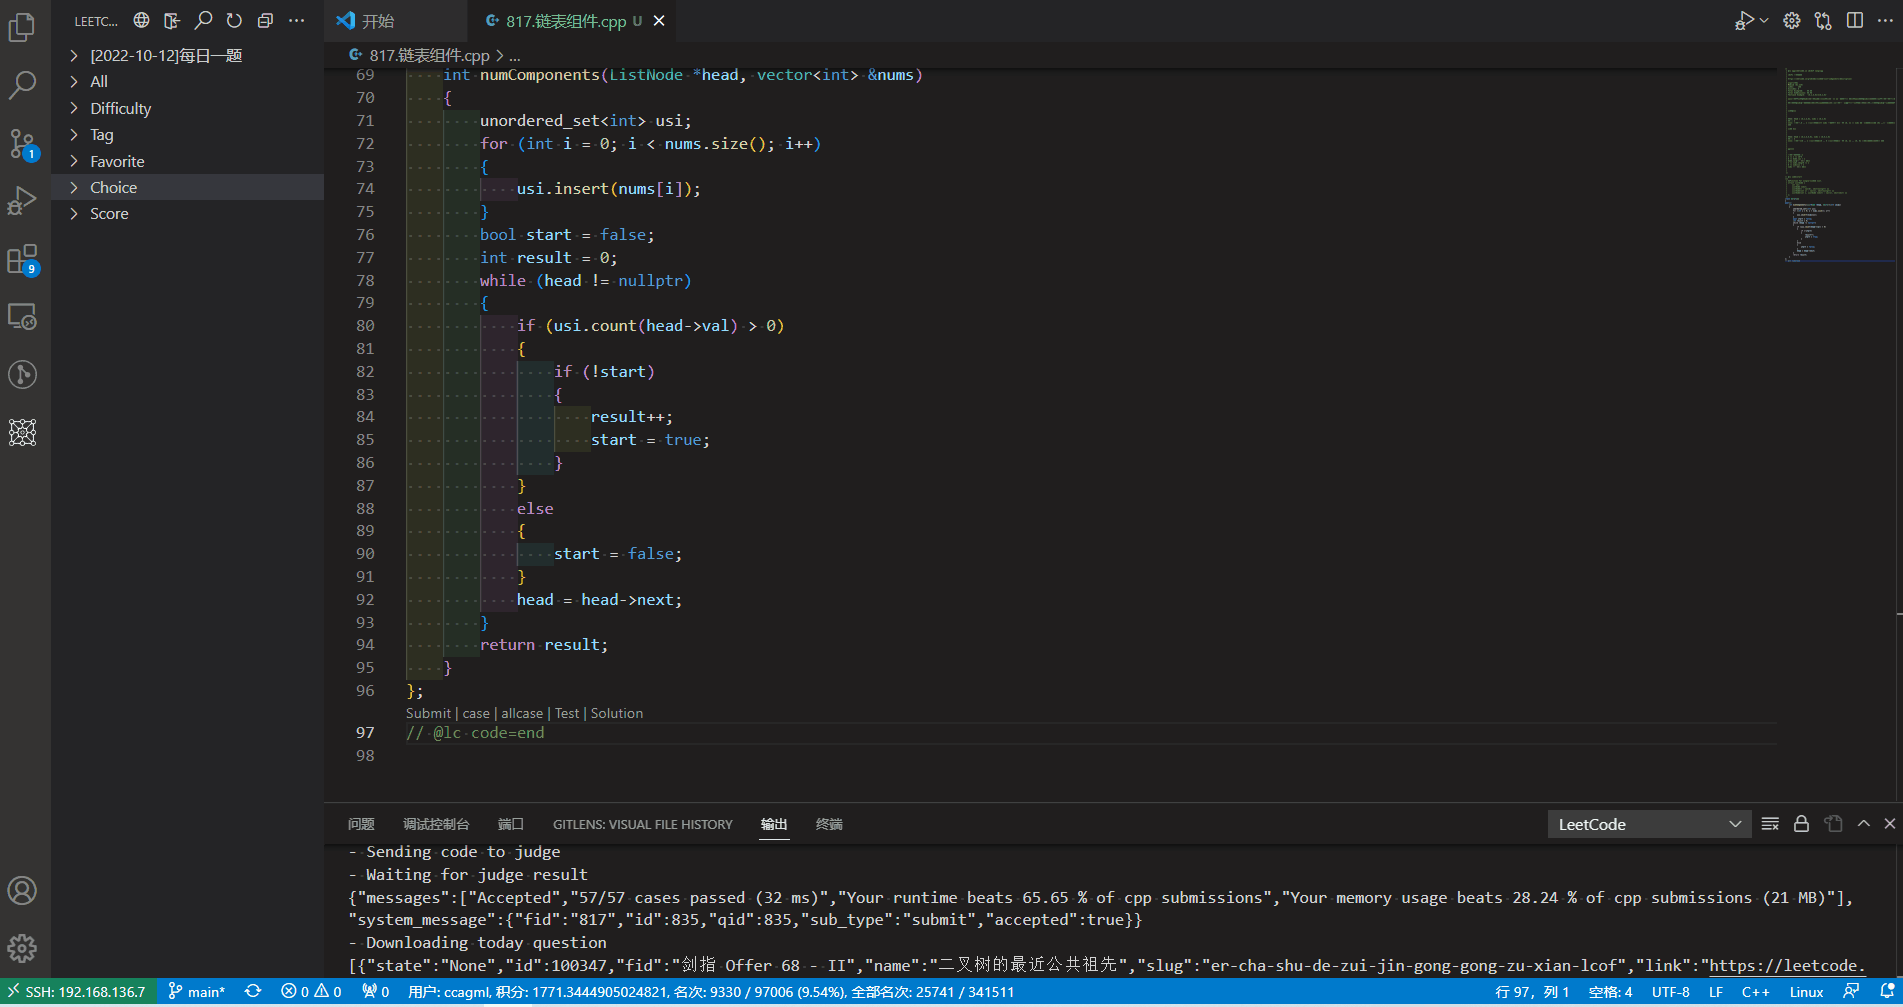 LEETC...
[2022-10-12]每日一题
All
Difficulty
Tag
Favorite
Choice
Score
1
9
开始
817.链表组件.cpp U
817.链表组件.cpp > ...
69 int numComponents(ListNode *head, vector<int> &nums)
70 {
71 unordered_set<int> usi;
72 for (int i = 0; i < nums.size(); i++)
73 {
74 usi.insert(nums[i]);
75 }
76 bool start = false;
77 int result = 0;
78 while (head != nullptr)
79 {
80 if (usi.count(head->val) > 0)
81 {
82 if (!start)
83 {
84 result++;
85 start = true;
86 }
87 }
88 else
89 {
90 start = false;
91 }
92 head = head->next;
93 }
94 return result;
95 }
96 };
Submit | case | allcase | Test | Solution
97 // @lc code=end
98
问题 调试控制台 端口 GITLENS: VISUAL FILE HISTORY 输出 终端 LeetCode
- Sending code to judge
- Waiting for judge result
{"messages":["Accepted","57/57 cases passed (32 ms)","Your runtime beats 65.65 % of cpp submissions","Your memory usage beats 28.24 % of cpp submissions (21 MB)"],
"system_message":{"fid":"817","id":835,"qid":835,"sub_type":"submit","accepted":true}}
- Downloading today question
[{"state":"None","id":100347,"fid":"剑指 Offer 68 - II","name":"二叉树的最近公共祖先","slug":"er-cha-shu-de-zui-jin-gong-gong-zu-xian-lcof","link":"https://leetcode.
SSH: 192.168.136.7 main* 0 0 0 用户: ccagml, 积分: 1771.3444905024821, 名次: 9330 / 97006 (9.54%), 全部名次: 25741 / 341511 行 97，列 1 空格: 4 UTF-8 LF C++ Linux